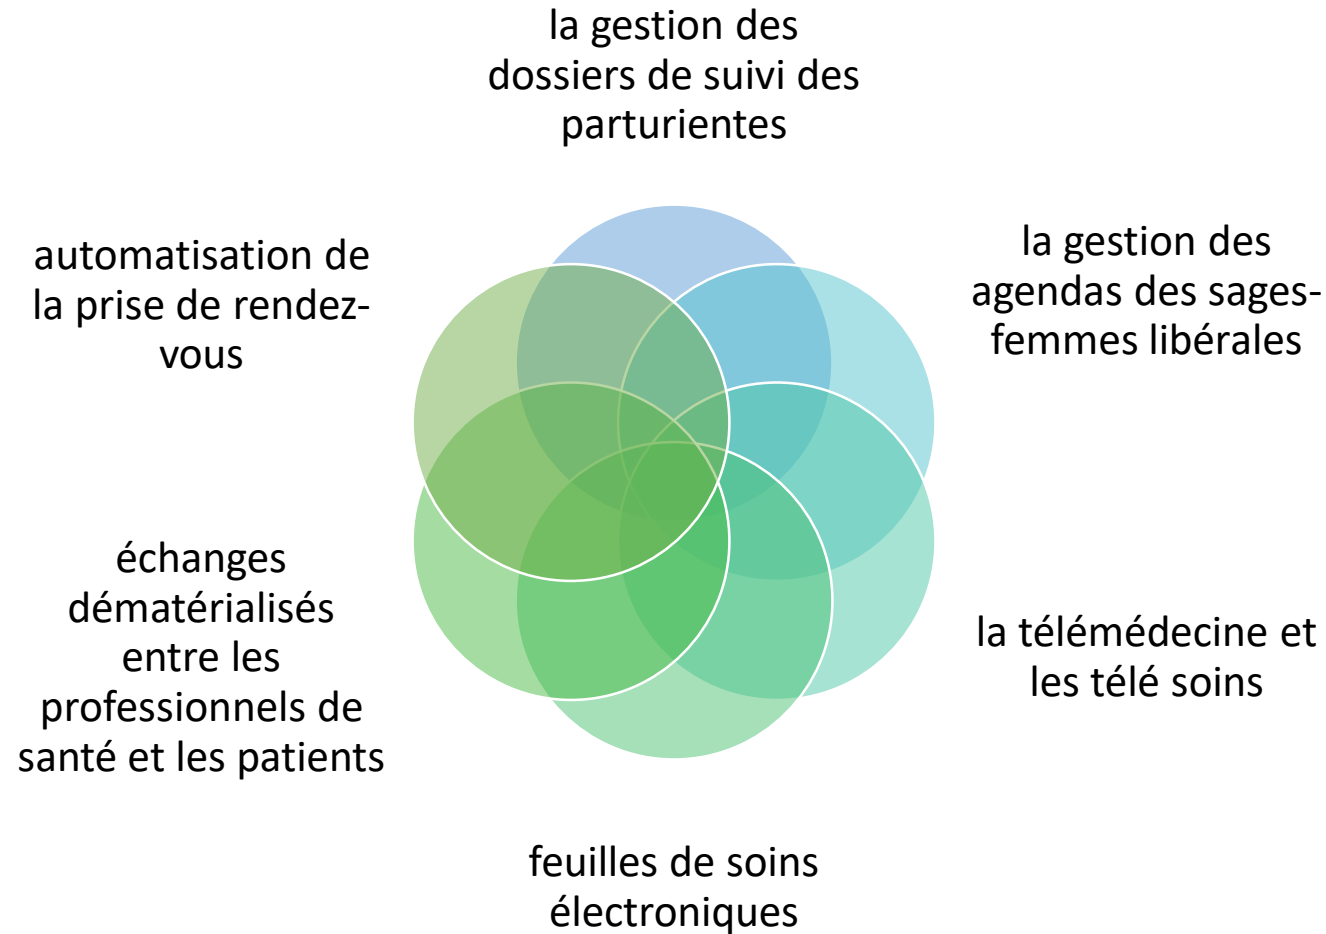 la gestion des
dossiers de suivi des
parturientes
la gestion des
agendas des sages-
femmes libérales
la télémédecine et
les télé soins
feuilles de soins
électroniques
échanges
dématérialisés
entre les
professionnels de
santé et les patients
automatisation de
la prise de rendez-
vous